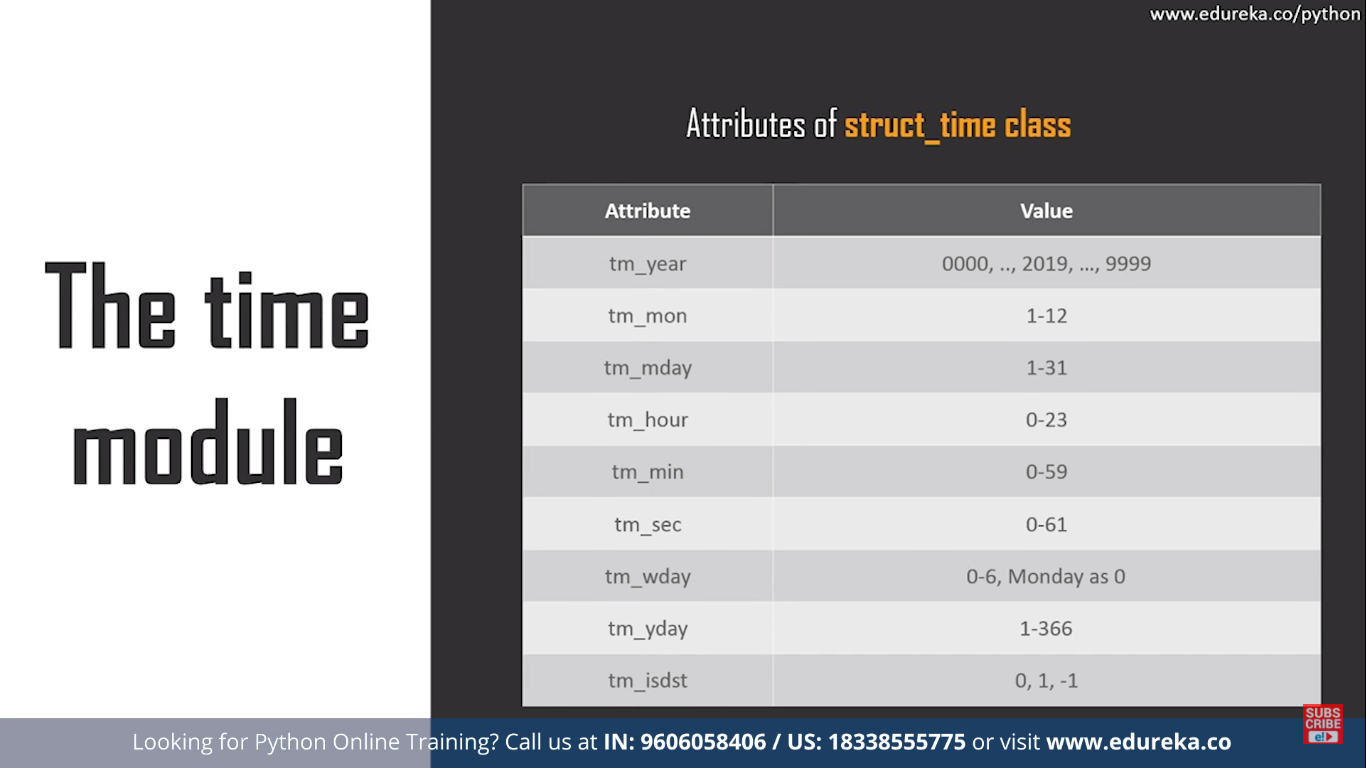 www.edureka.co/python
The time
module
Attributes of struct_time class
Attribute Value
tm_year 0000, .., 2019, ..., 9999
tm_mon 1-12
tm_mday 1-31
tm_hour 0-23
tm_min 0-59
tm_sec 0-61
tm_wday 0-6, Monday as 0
tm_yday 1-366
tm_isdst 0, 1, -1
SUBS
CRIBE
e!
Looking for Python Online Training? Call us at IN: 9606058406 / US: 18338555775 or visit www.edureka.co